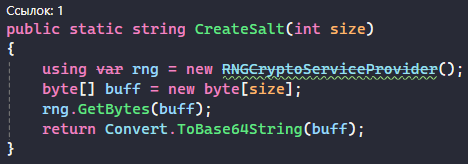 Ссылок: 1
public static string CreateSalt(int size)
{
using var rng = new RNGCryptoServiceProvider();
byte[] buff = new byte[size];
rng.GetBytes(buff);
return Convert.ToBase64String(buff);
}